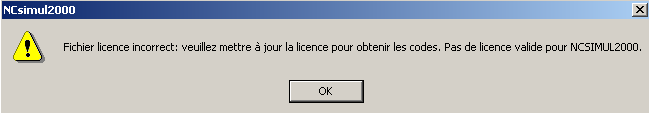 NCsimul2000
Fichier licence incorrect: veuillez mettre à jour la licence pour obtenir les codes. Pas de licence valide pour NCSIMUL2000.
OK